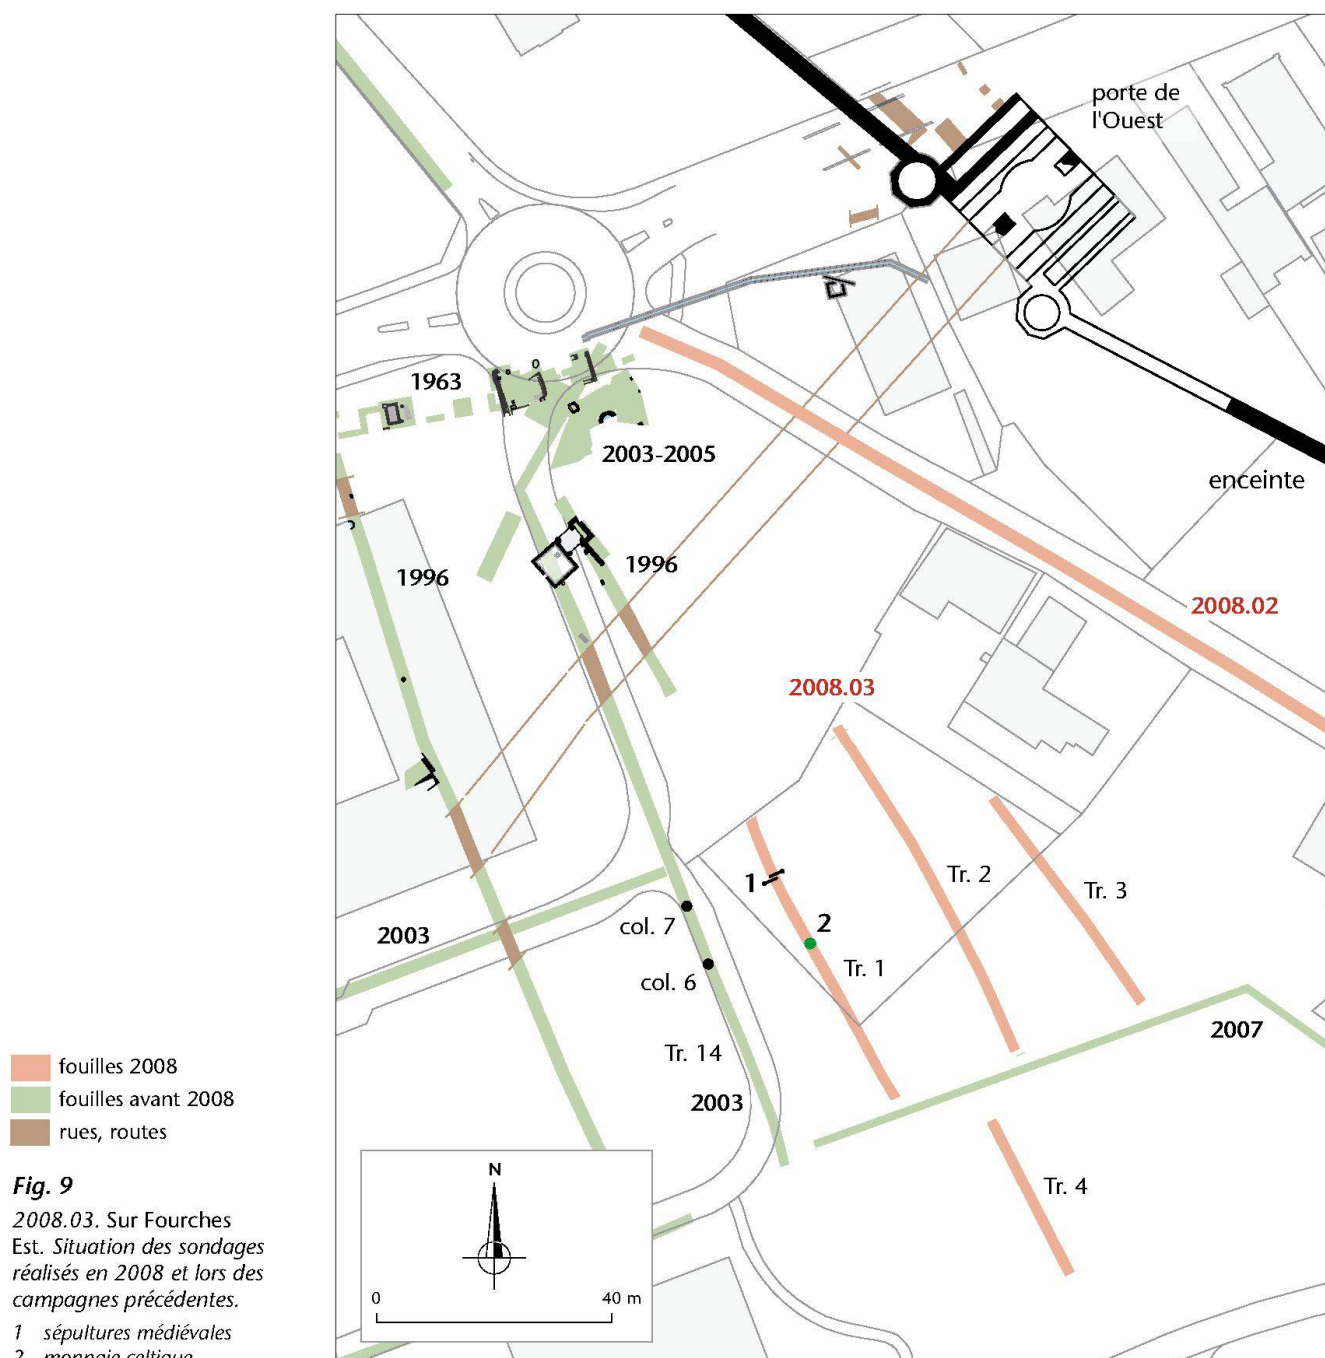 porte de
l'Ouest
1963
2003-2005
enceinte
1996
1996
2008.02
2008.03
Tr. 2
Tr. 3
1
2
col. 7
2003
Tr. 1
col. 6
2007
Tr. 14
2003
Tr. 4
N
0 40 m
fouilles 2008
fouilles avant 2008
rues, routes
Fig. 9
2008.03. Sur Fourches
Est. Situation des sondages
réalisés en 2008 et lors des
campagnes précédentes.
1 sépultures médiévales
2 monnaie celtique